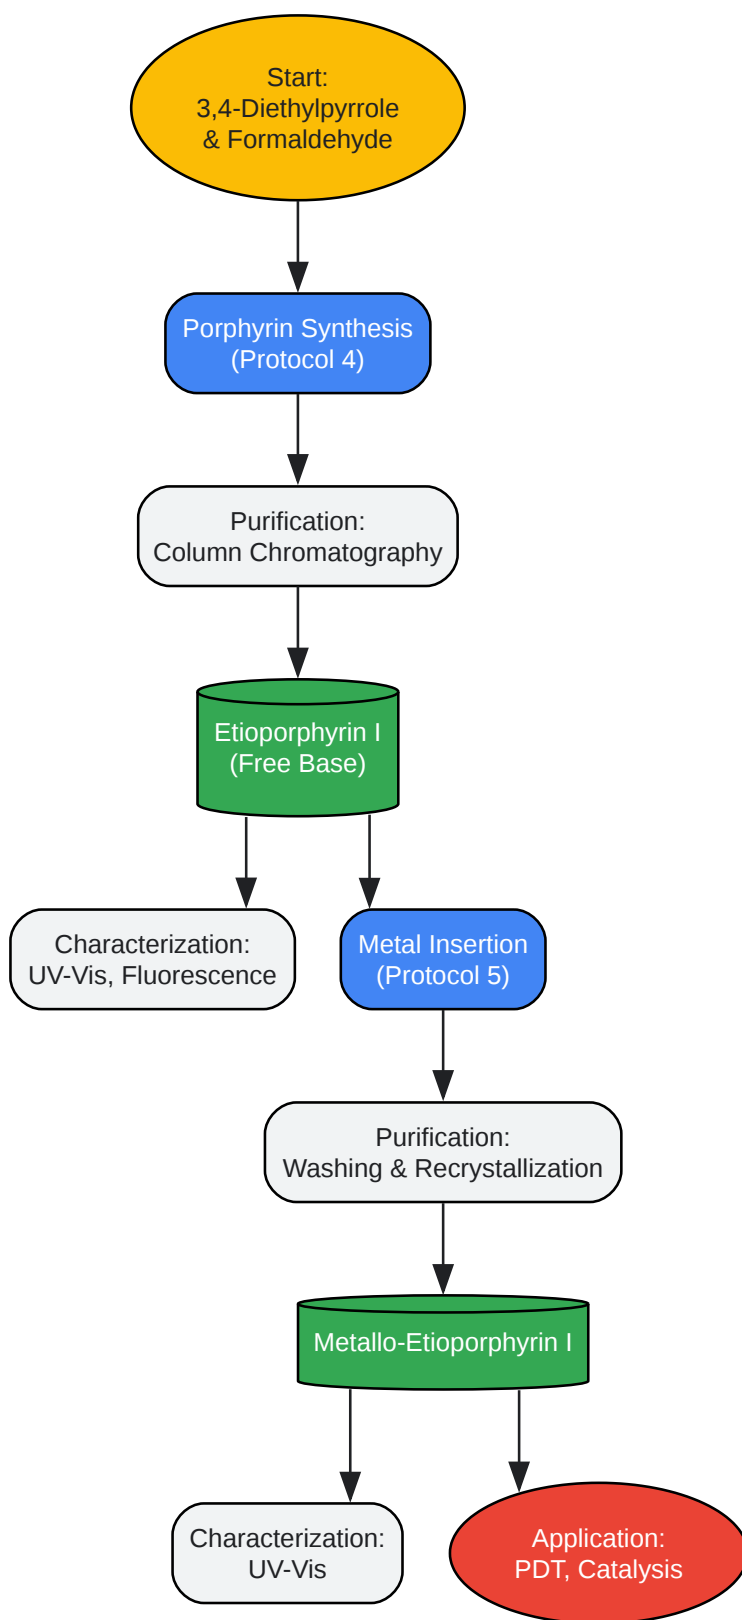 Start:
3,4-Diethylpyrrole
& Formaldehyde
Porphyrin Synthesis
(Protocol 4)
Purification:
Column Chromatography
Etioporphyrin I
(Free Base)
Characterization:
UV-Vis, Fluorescence
Metal Insertion
(Protocol 5)
Purification:
Washing & Recrystallization
Metallo-Etioporphyrin I
Characterization:
UV-Vis
Application:
PDT, Catalysis